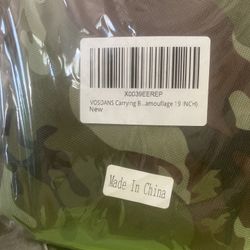 X0039EEREP
VOSDANS Carrying B...amouflage 19 INCH)
New
Made In China